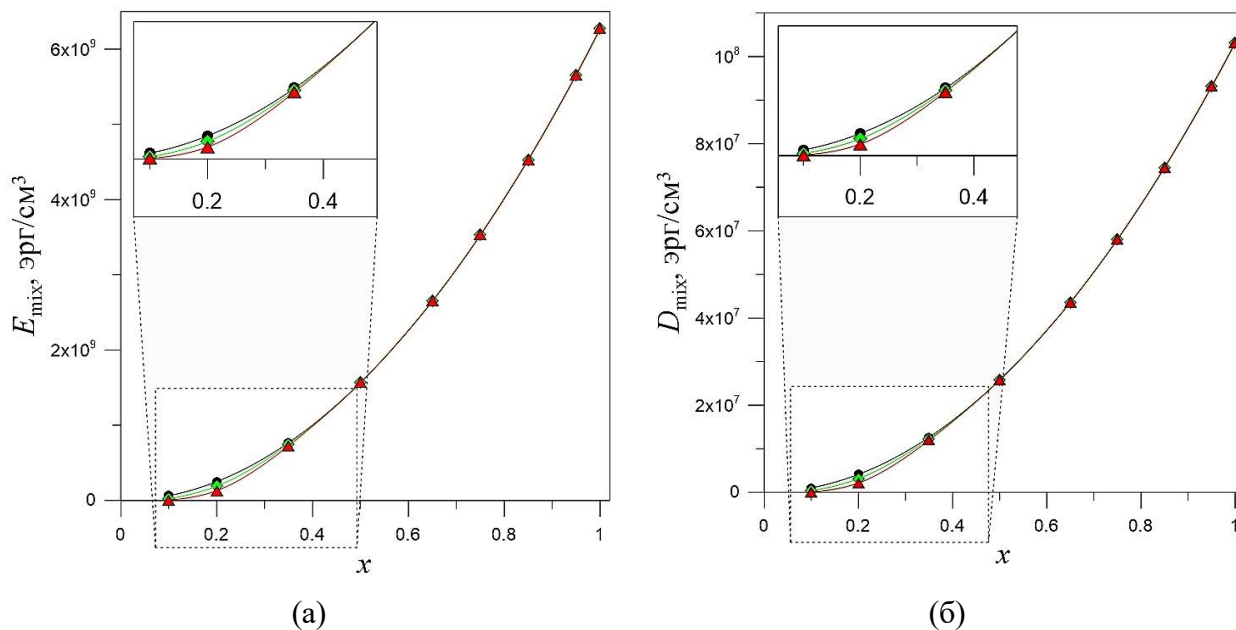 6x10⁹
4x10⁹
2x10⁹
0
E_mix, эрг/см³
0.2 0.4
0 0.2 0.4 0.6 0.8 1
x
(а)
10⁸
8x10⁷
6x10⁷
4x10⁷
2x10⁷
0
D_mix, эрг/см³
0.2 0.4
0 0.2 0.4 0.6 0.8 1
x
(б)